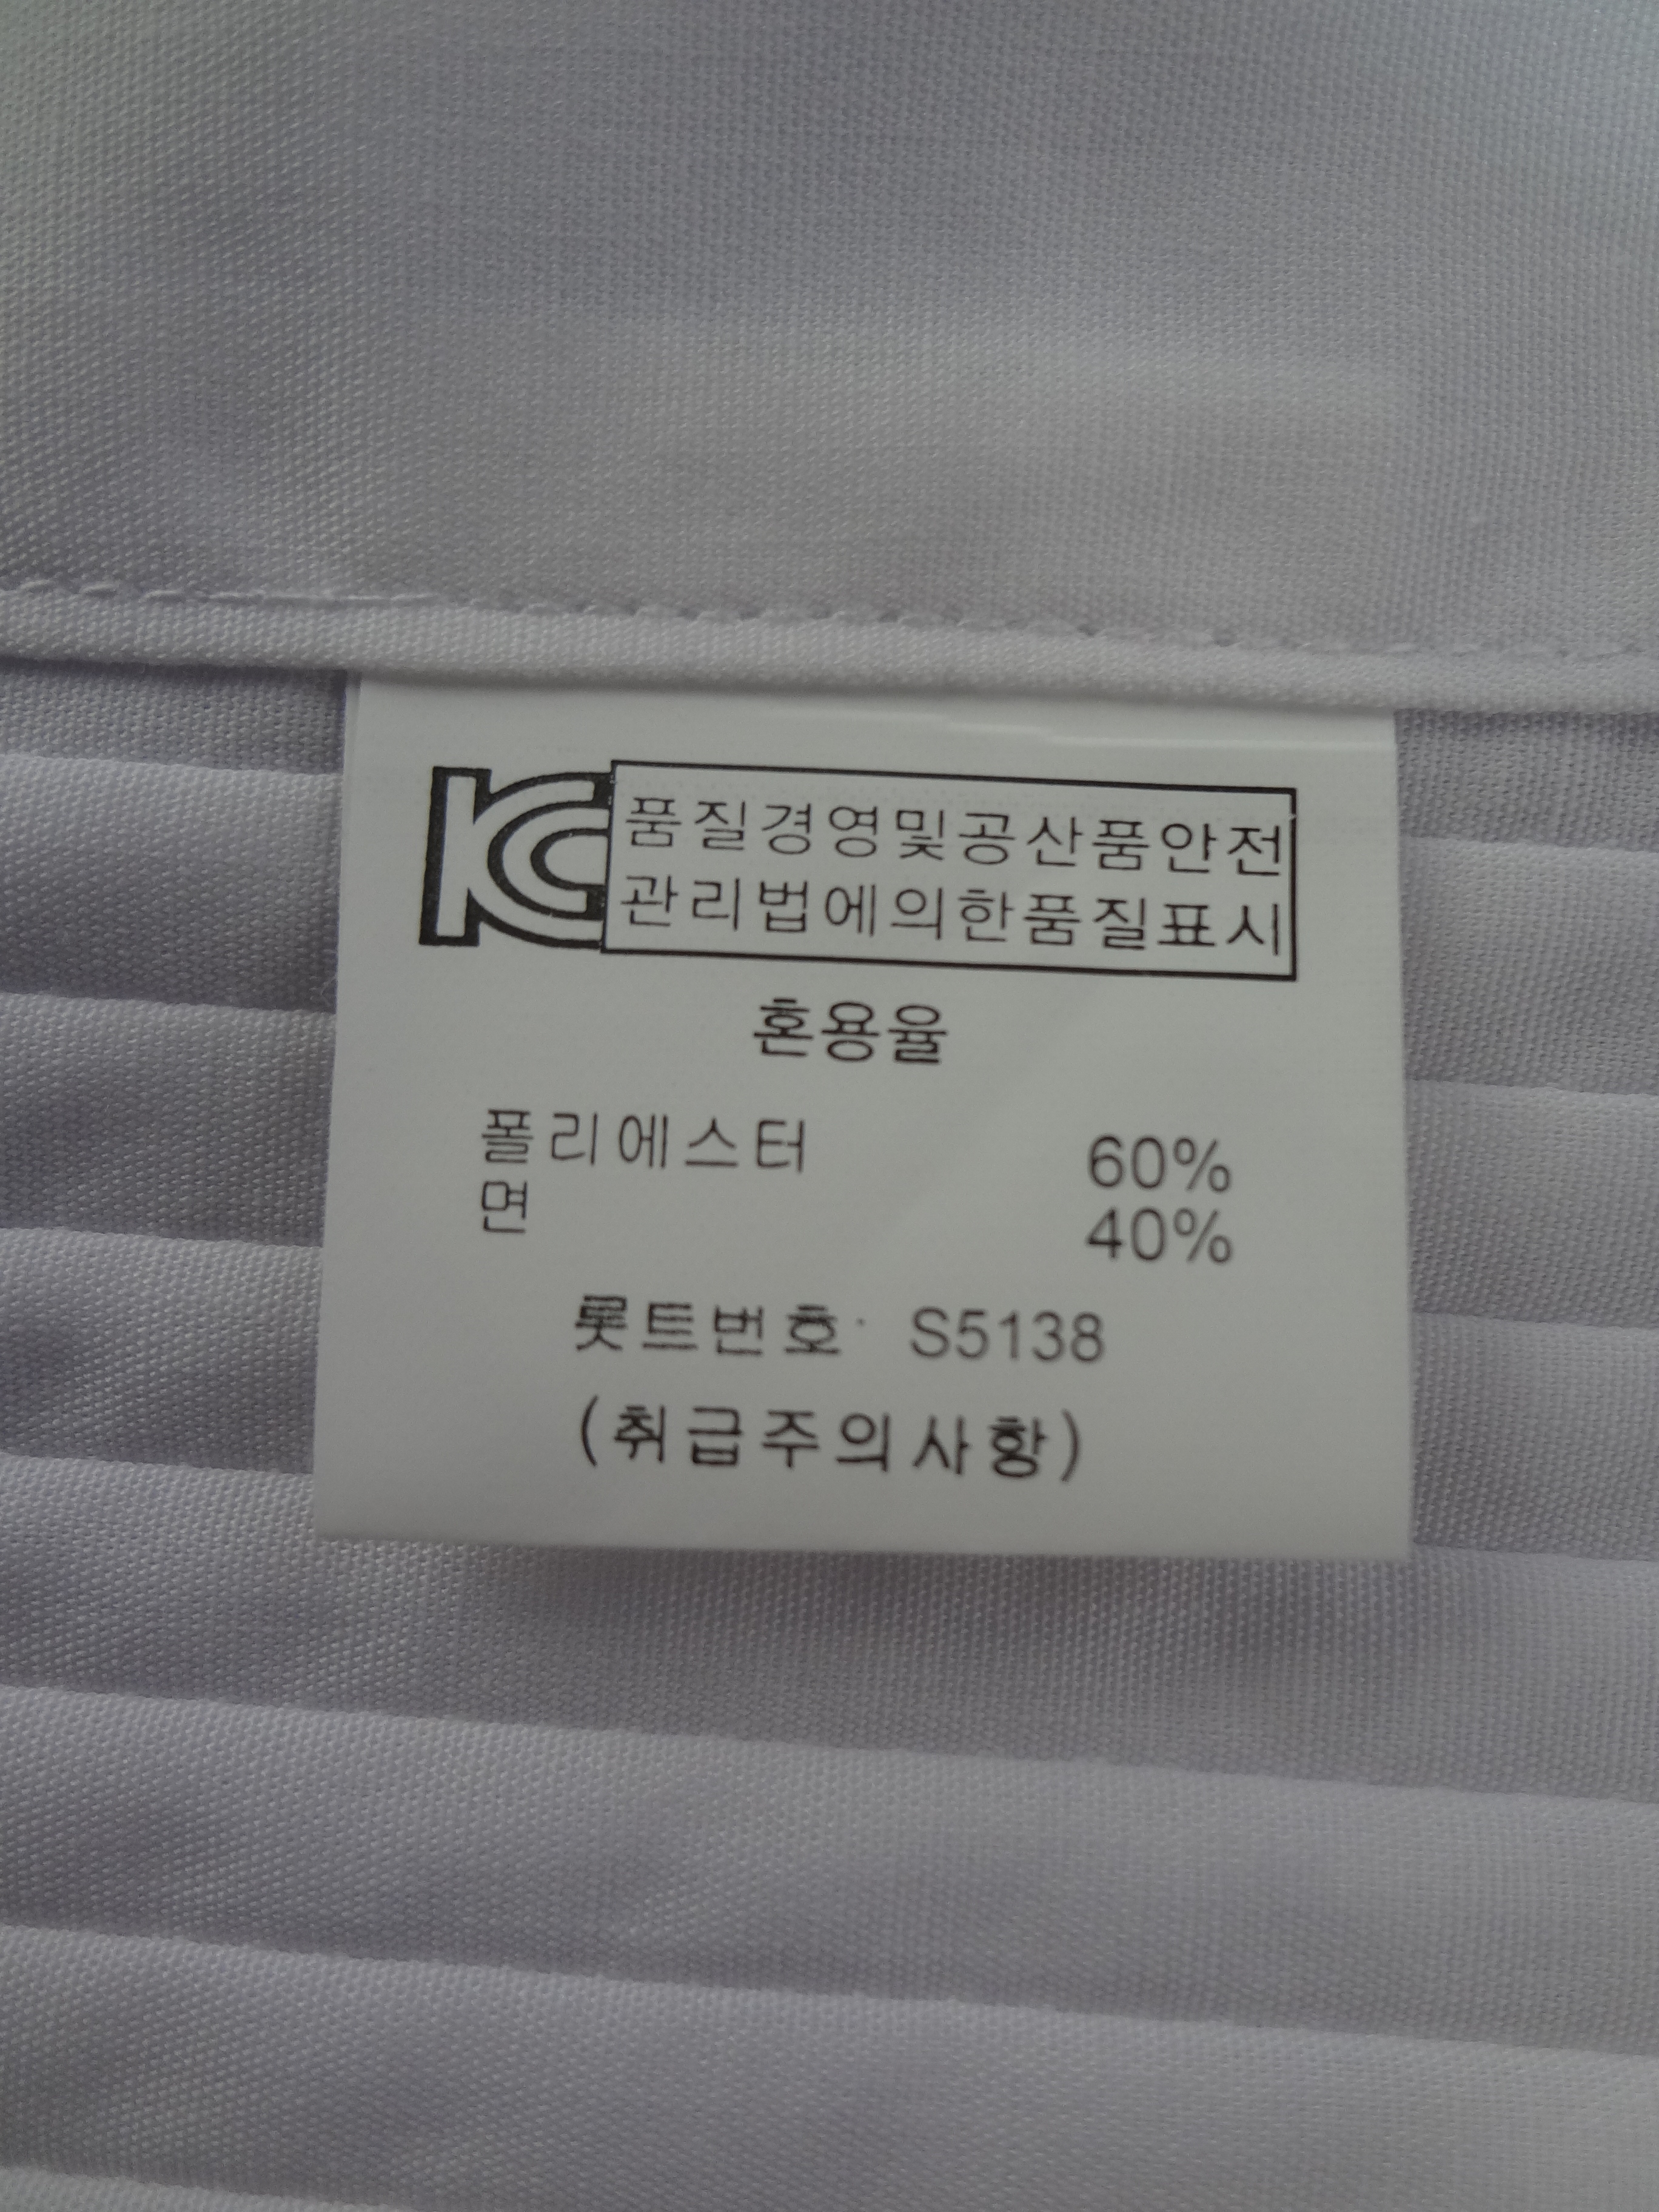 KC 품질경영및공산품안전
관리법에의한품질표시
혼용율
폴리에스터 60%
면 40%
롯트번호: S5138
(취급주의사항)